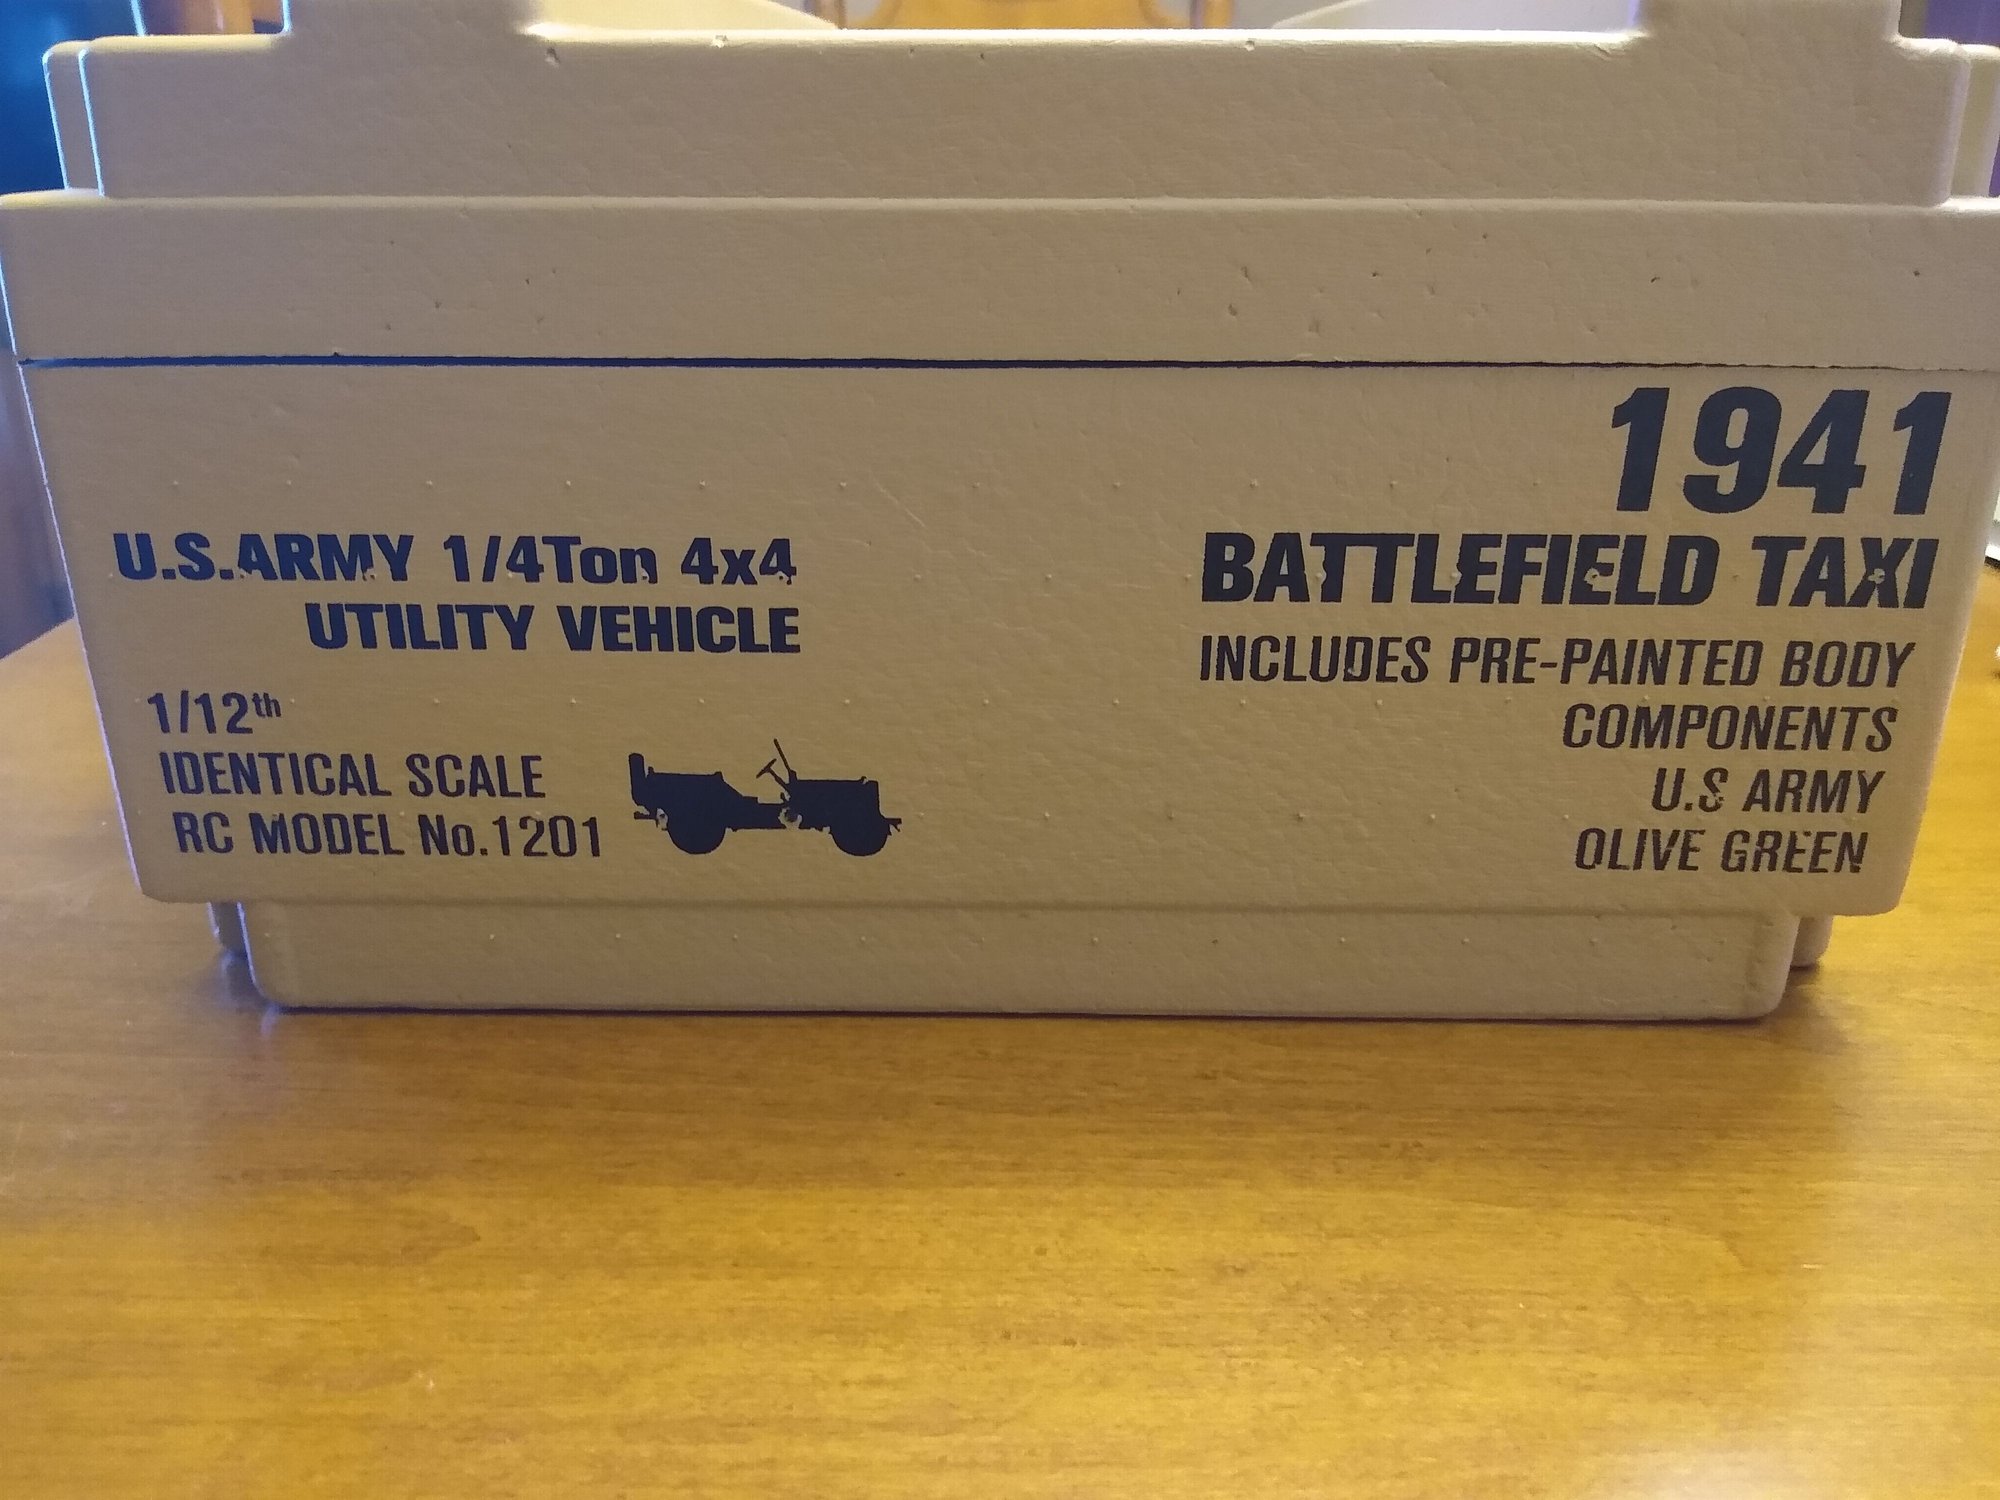 U.S.ARMY 1/4Ton 4x4
UTILITY VEHICLE
1/12th
IDENTICAL SCALE
RC MODEL No.1201
1941
BATTLEFIELD TAXI
INCLUDES PRE-PAINTED BODY
COMPONENTS
U.S ARMY
OLIVE GREEN